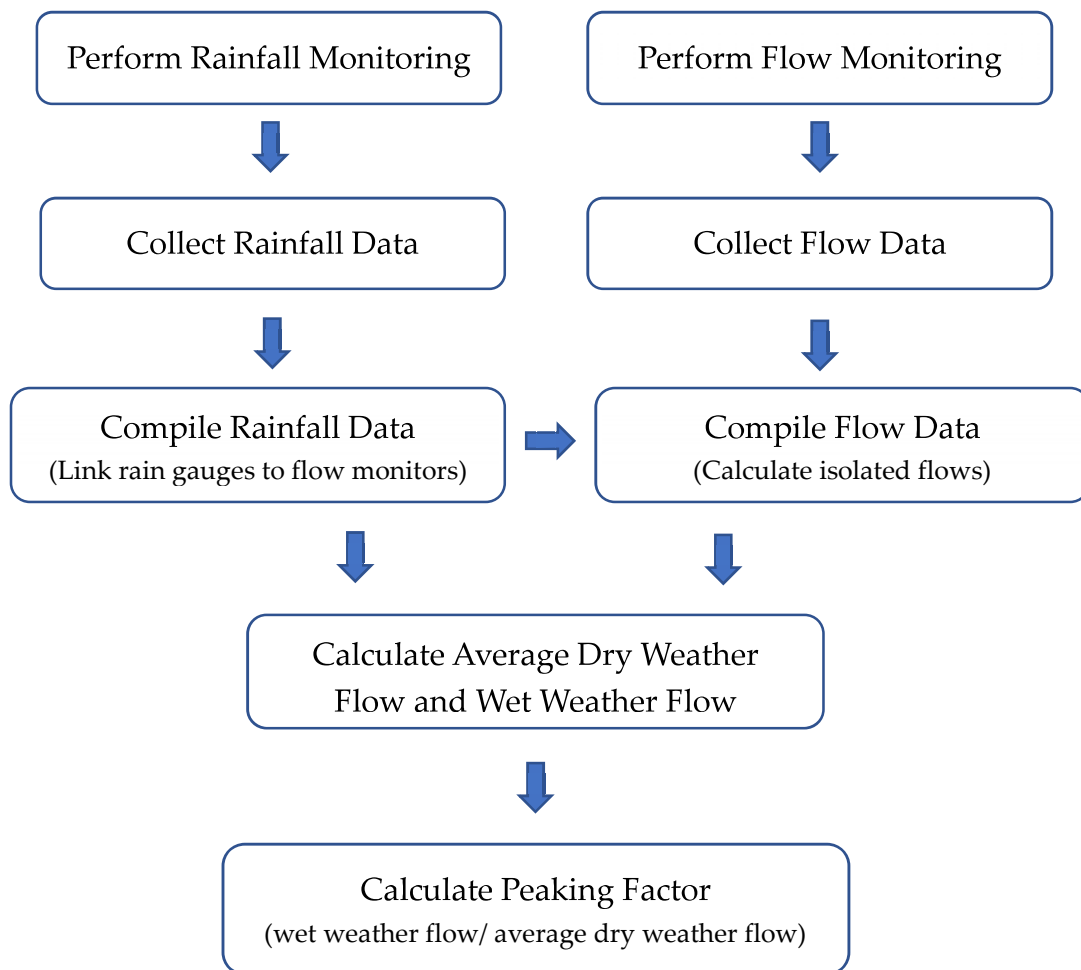 Perform Rainfall Monitoring
Perform Flow Monitoring
Collect Rainfall Data
Collect Flow Data
Compile Rainfall Data
(Link rain gauges to flow monitors)
Compile Flow Data
(Calculate isolated flows)
Calculate Average Dry Weather
Flow and Wet Weather Flow
Calculate Peaking Factor
(wet weather flow/ average dry weather flow)